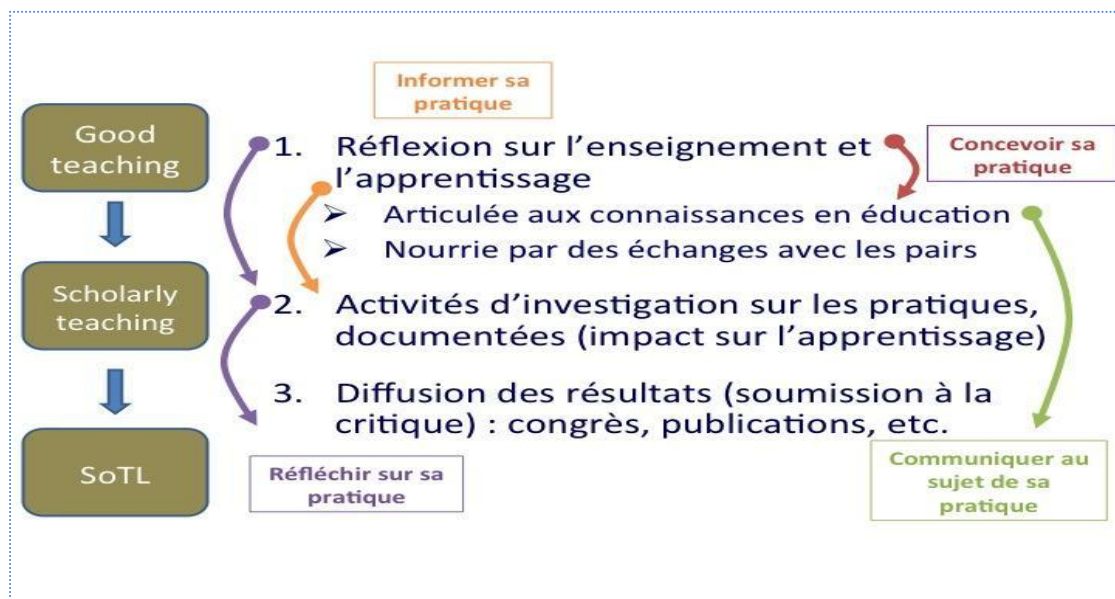 Informer sa
pratique
Good
teaching
1. Réflexion sur l’enseignement et
l’apprentissage
Concevoir sa
pratique
➢ Articulée aux connaissances en éducation
➢ Nourrie par des échanges avec les pairs
Scholarly
teaching
2. Activités d’investigation sur les pratiques,
documentées (impact sur l’apprentissage)
3. Diffusion des résultats (soumission à la
critique) : congrès, publications, etc.
SoTL
Réfléchir sur sa
pratique
Communiquer au
sujet de sa
pratique